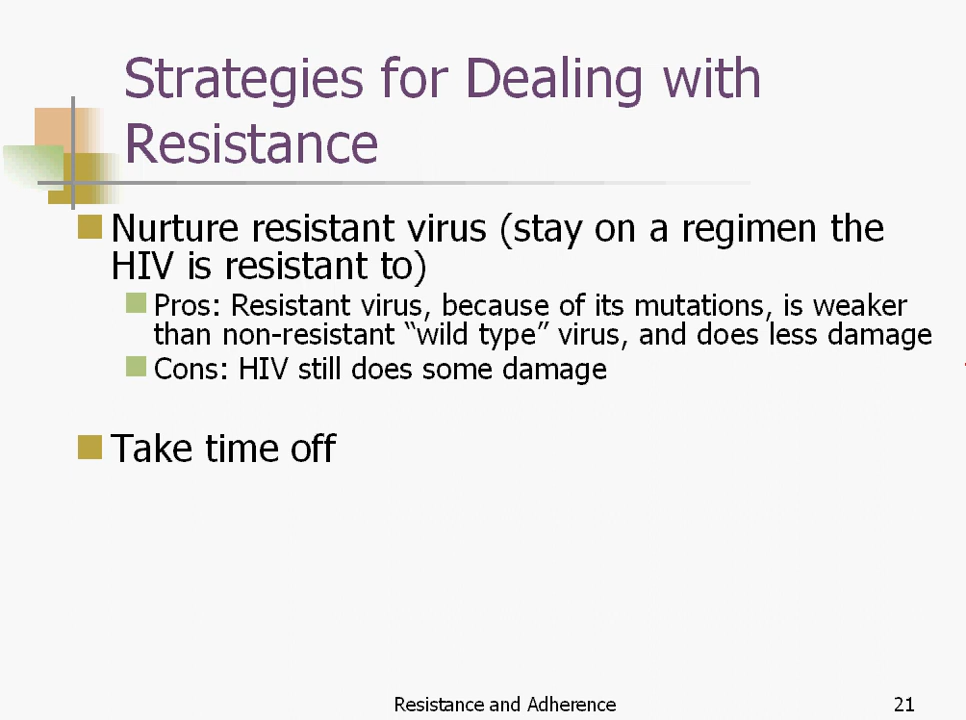 Strategies for Dealing with
Resistance
Nurture resistant virus (stay on a regimen the
HIV is resistant to)
Pros: Resistant virus, because of its mutations, is weaker
than non-resistant “wild type” virus, and does less damage
Cons: HIV still does some damage
Take time off
Resistance and Adherence
21